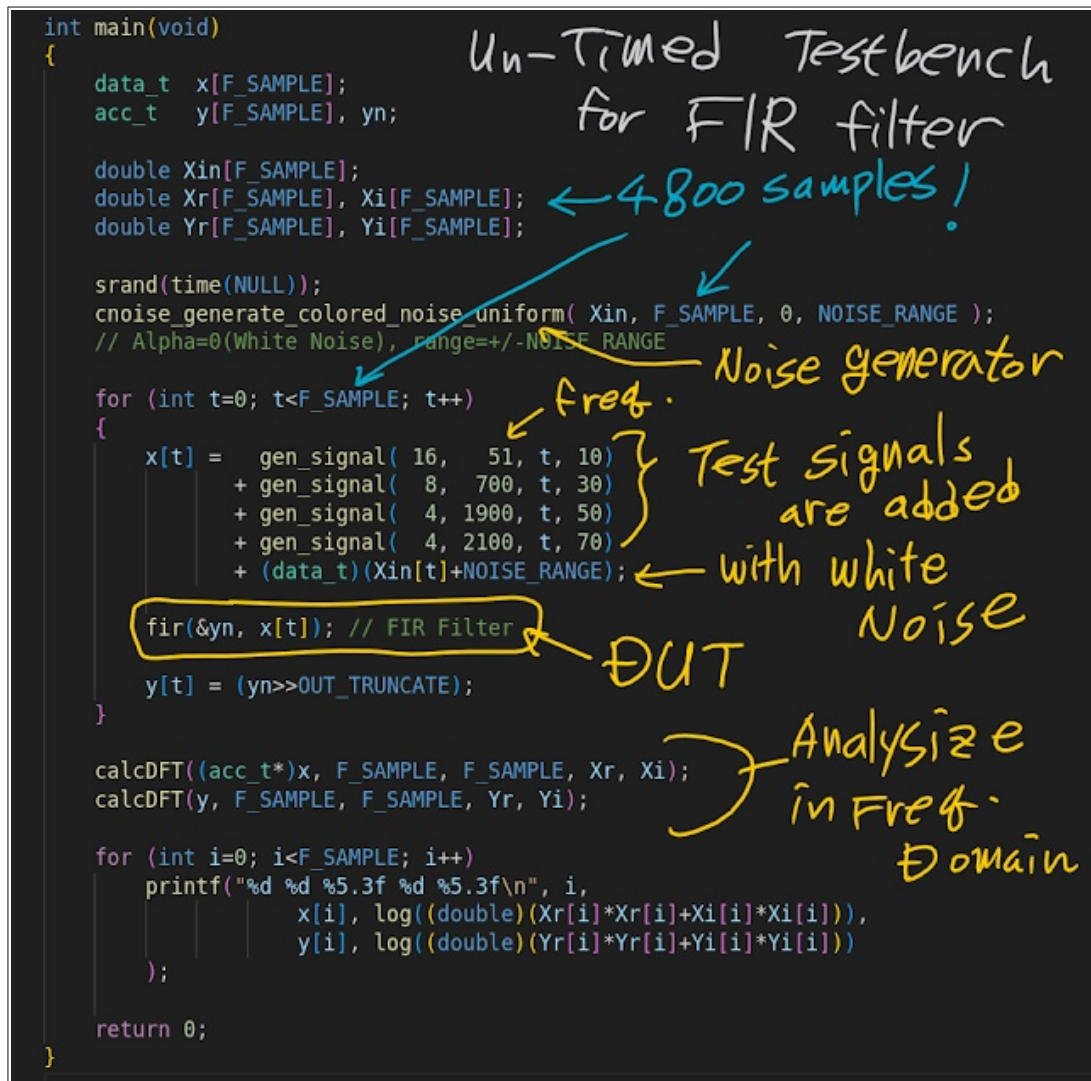 int main(void)
{
Un-Timed Testbench
for FIR filter
data_t x[F_SAMPLE];
acc_t y[F_SAMPLE], yn;
double Xin[F_SAMPLE];
double Xr[F_SAMPLE], Xi[F_SAMPLE];
← 4800 samples!
double Yr[F_SAMPLE], Yi[F_SAMPLE];
srand(time(NULL));
cnoise_generate_colored_noise_uniform( Xin, F_SAMPLE, 0, NOISE_RANGE );
// Alpha=0(White Noise), range=+/-NOISE_RANGE
Noise generator
for (int t=0; t<F_SAMPLE; t++)
freq.
{
x[t] = gen_signal( 16, 51, t, 10)
+ gen_signal( 8, 700, t, 30)
+ gen_signal( 4, 1900, t, 50)
+ gen_signal( 4, 2100, t, 70)
+ (data_t)(Xin[t]+NOISE_RANGE);
Test signals
are added
with white
Noise
fir(&yn, x[t]); // FIR Filter
DUT
y[t] = (yn>>OUT_TRUNCATE);
}
calcDFT((acc_t*)x, F_SAMPLE, F_SAMPLE, Xr, Xi);
calcDFT(y, F_SAMPLE, F_SAMPLE, Yr, Yi);
Analysize
in Freq.
Domain
for (int i=0; i<F_SAMPLE; i++)
printf("%d %d %5.3f %d %5.3f\n", i,
x[i], log((double)(Xr[i]*Xr[i]+Xi[i]*Xi[i])),
y[i], log((double)(Yr[i]*Yr[i]+Yi[i]*Yi[i]))
);
return 0;
}